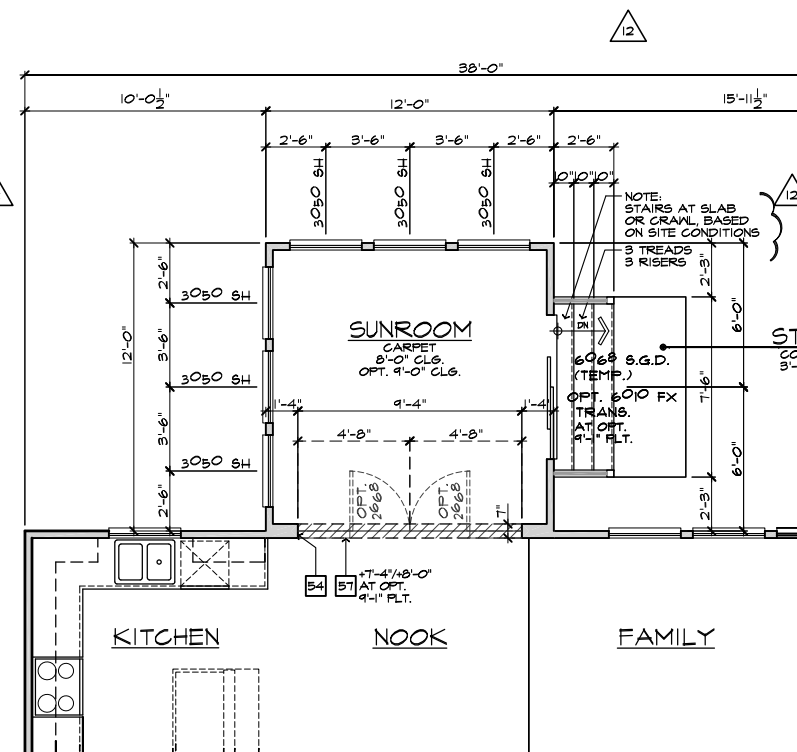 12
38'-0"
10'-0½"
12'-0"
15'-11½"
2'-6"
3'-6"
3'-6"
2'-6"
2'-6"
3050 SH
3050 SH
3050 SH
10"
10"
10"
12
NOTE:
STAIRS AT SLAB
OR CRAWL, BASED
ON SITE CONDITIONS
3 TREADS
3 RISERS
12'-0"
2'-6"
3'-6"
3'-6"
2'-6"
3050 SH
3050 SH
3050 SH
SUNROOM
CARPET
8'-0" CLG.
OPT. 9'-0" CLG.
DN
6068 S.G.D.
(TEMP.)
OPT. 6010 FX
TRANS.
AT OPT.
9'-1" PLT.
2'-3"
7'-6"
2'-3"
6'-0"
6'-0"
ST
CO
3'-
1'-4"
9'-4"
1'-4"
4'-8"
4'-8"
OPT.
2668
OPT.
2668
7"
54
57
+7'-4"/+8'-0"
AT OPT.
9'-1" PLT.
KITCHEN
NOOK
FAMILY